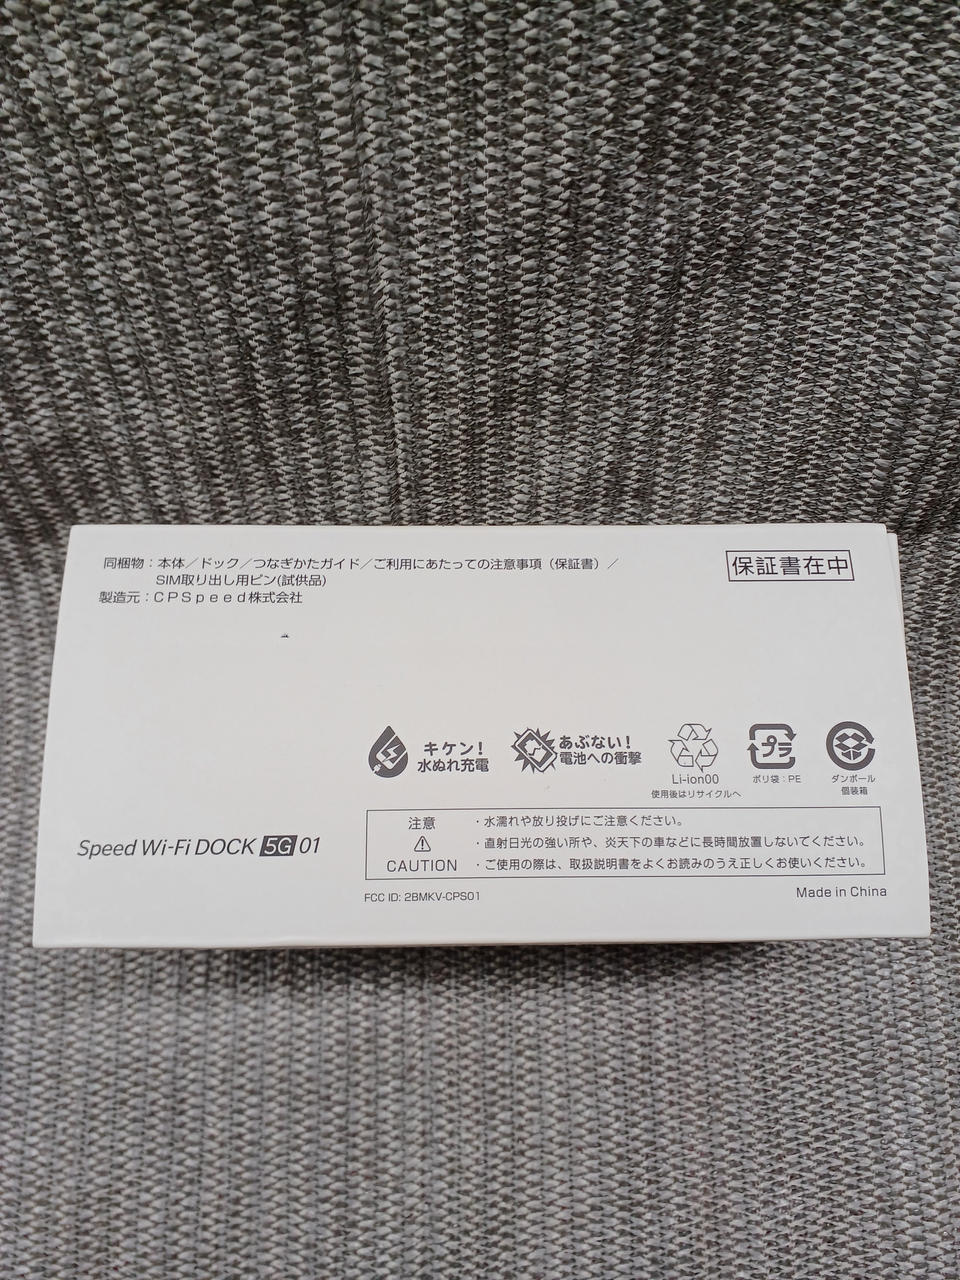 同梱物：本体／ドック／つなぎかたガイド／ご利用にあたっての注意事項（保証書）／
SIM取り出し用ピン(試供品)
製造元：ＣＰＳｐｅｅｄ株式会社
保証書在中
キケン！
水ぬれ充電
あぶない！
電池への衝撃
Li-ion00
使用後はリサイクルへ
プラ
ポリ袋：PE
ダンボール
個装箱
Speed Wi-Fi DOCK 5G 01
注意
CAUTION
・水濡れや放り投げにご注意ください。
・直射日光の強い所や、炎天下の車などに長時間放置しないでください。
・ご使用の際は、取扱説明書をよくお読みのうえ正しくお使いください。
FCC ID: 2BMKV-CPS01
Made in China